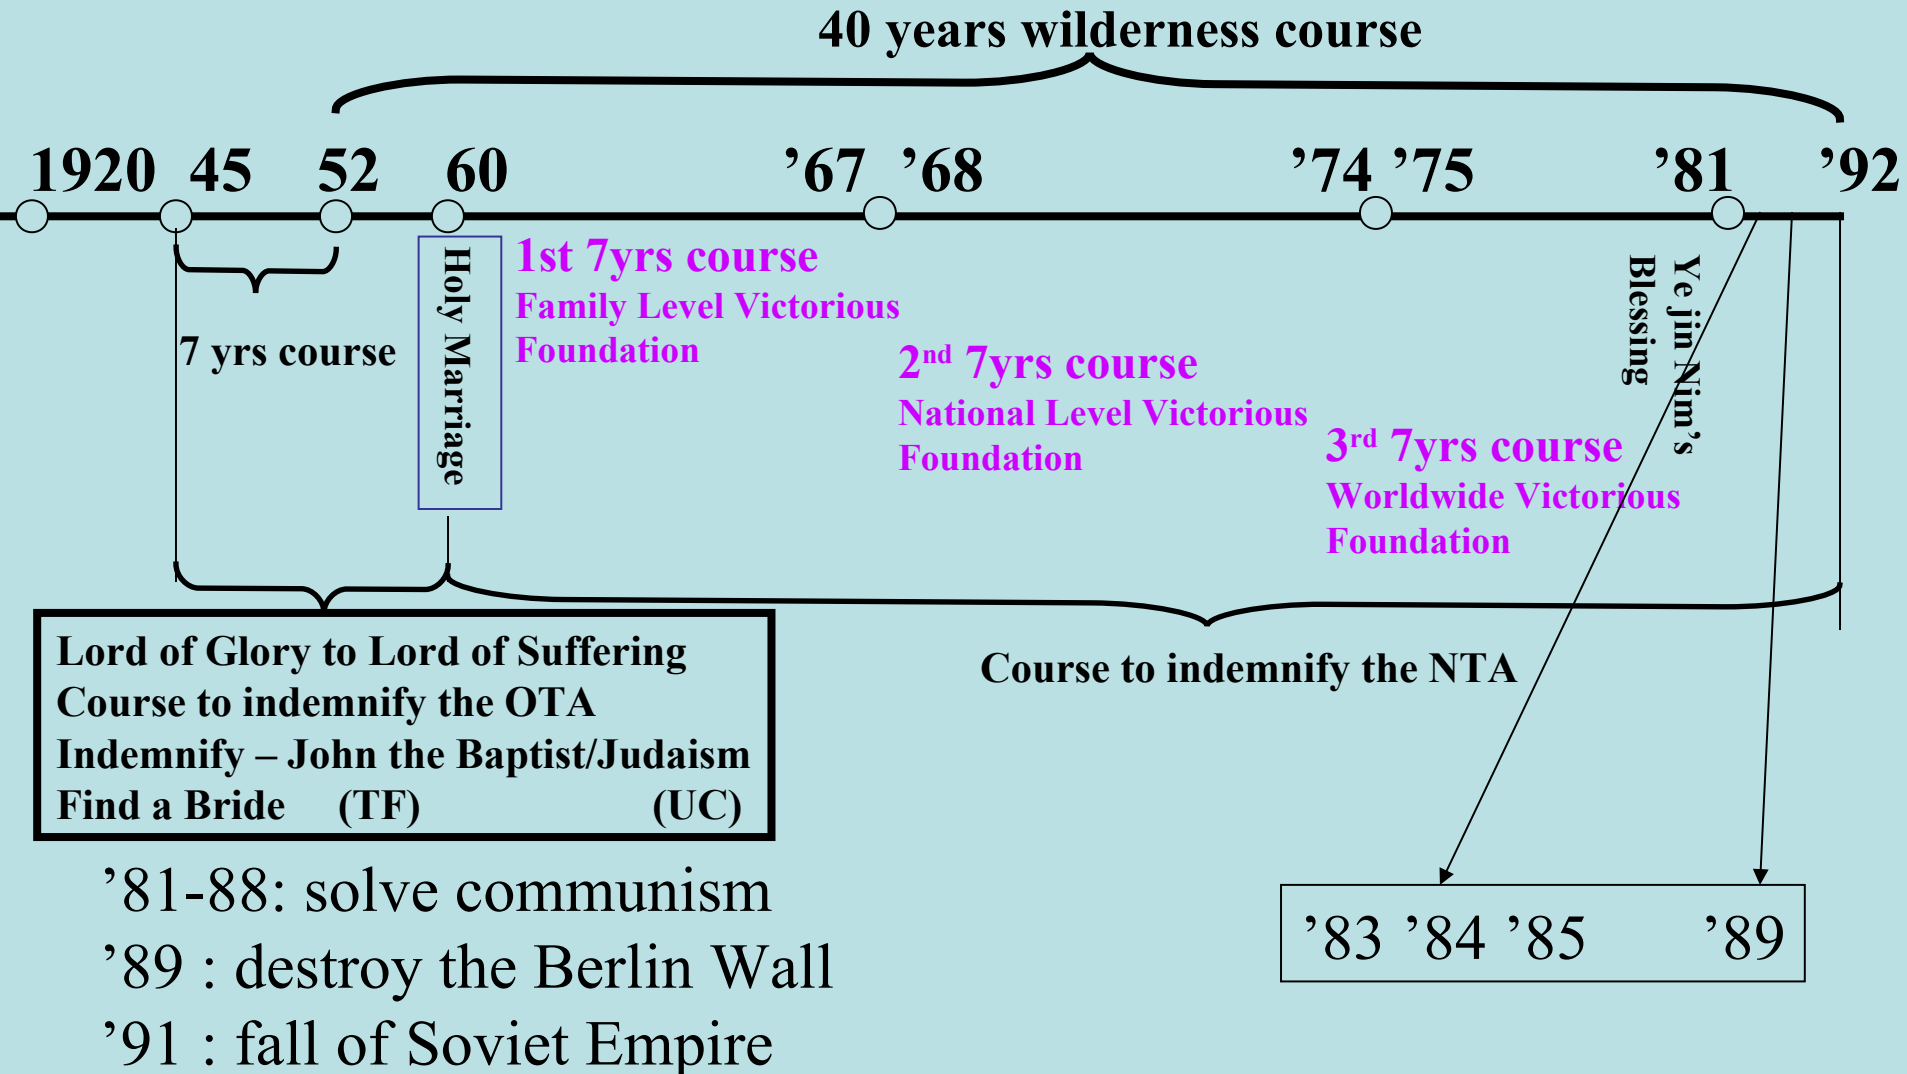 40 years wilderness course
1920 45 52 60 ’67 ’68 ’74 ’75 ’81 ’92
7 yrs course
Holy Marriage
1st 7yrs course
Family Level Victorious
Foundation
2nd 7yrs course
National Level Victorious
Foundation
3rd 7yrs course
Worldwide Victorious
Foundation
Ye jin Nim’s
Blessing
Lord of Glory to Lord of Suffering
Course to indemnify the OTA
Indemnify – John the Baptist/Judaism
Find a Bride (TF) (UC)
Course to indemnify the NTA
’81-88: solve communism
’89 : destroy the Berlin Wall
’91 : fall of Soviet Empire
’83 ’84 ’85 ’89